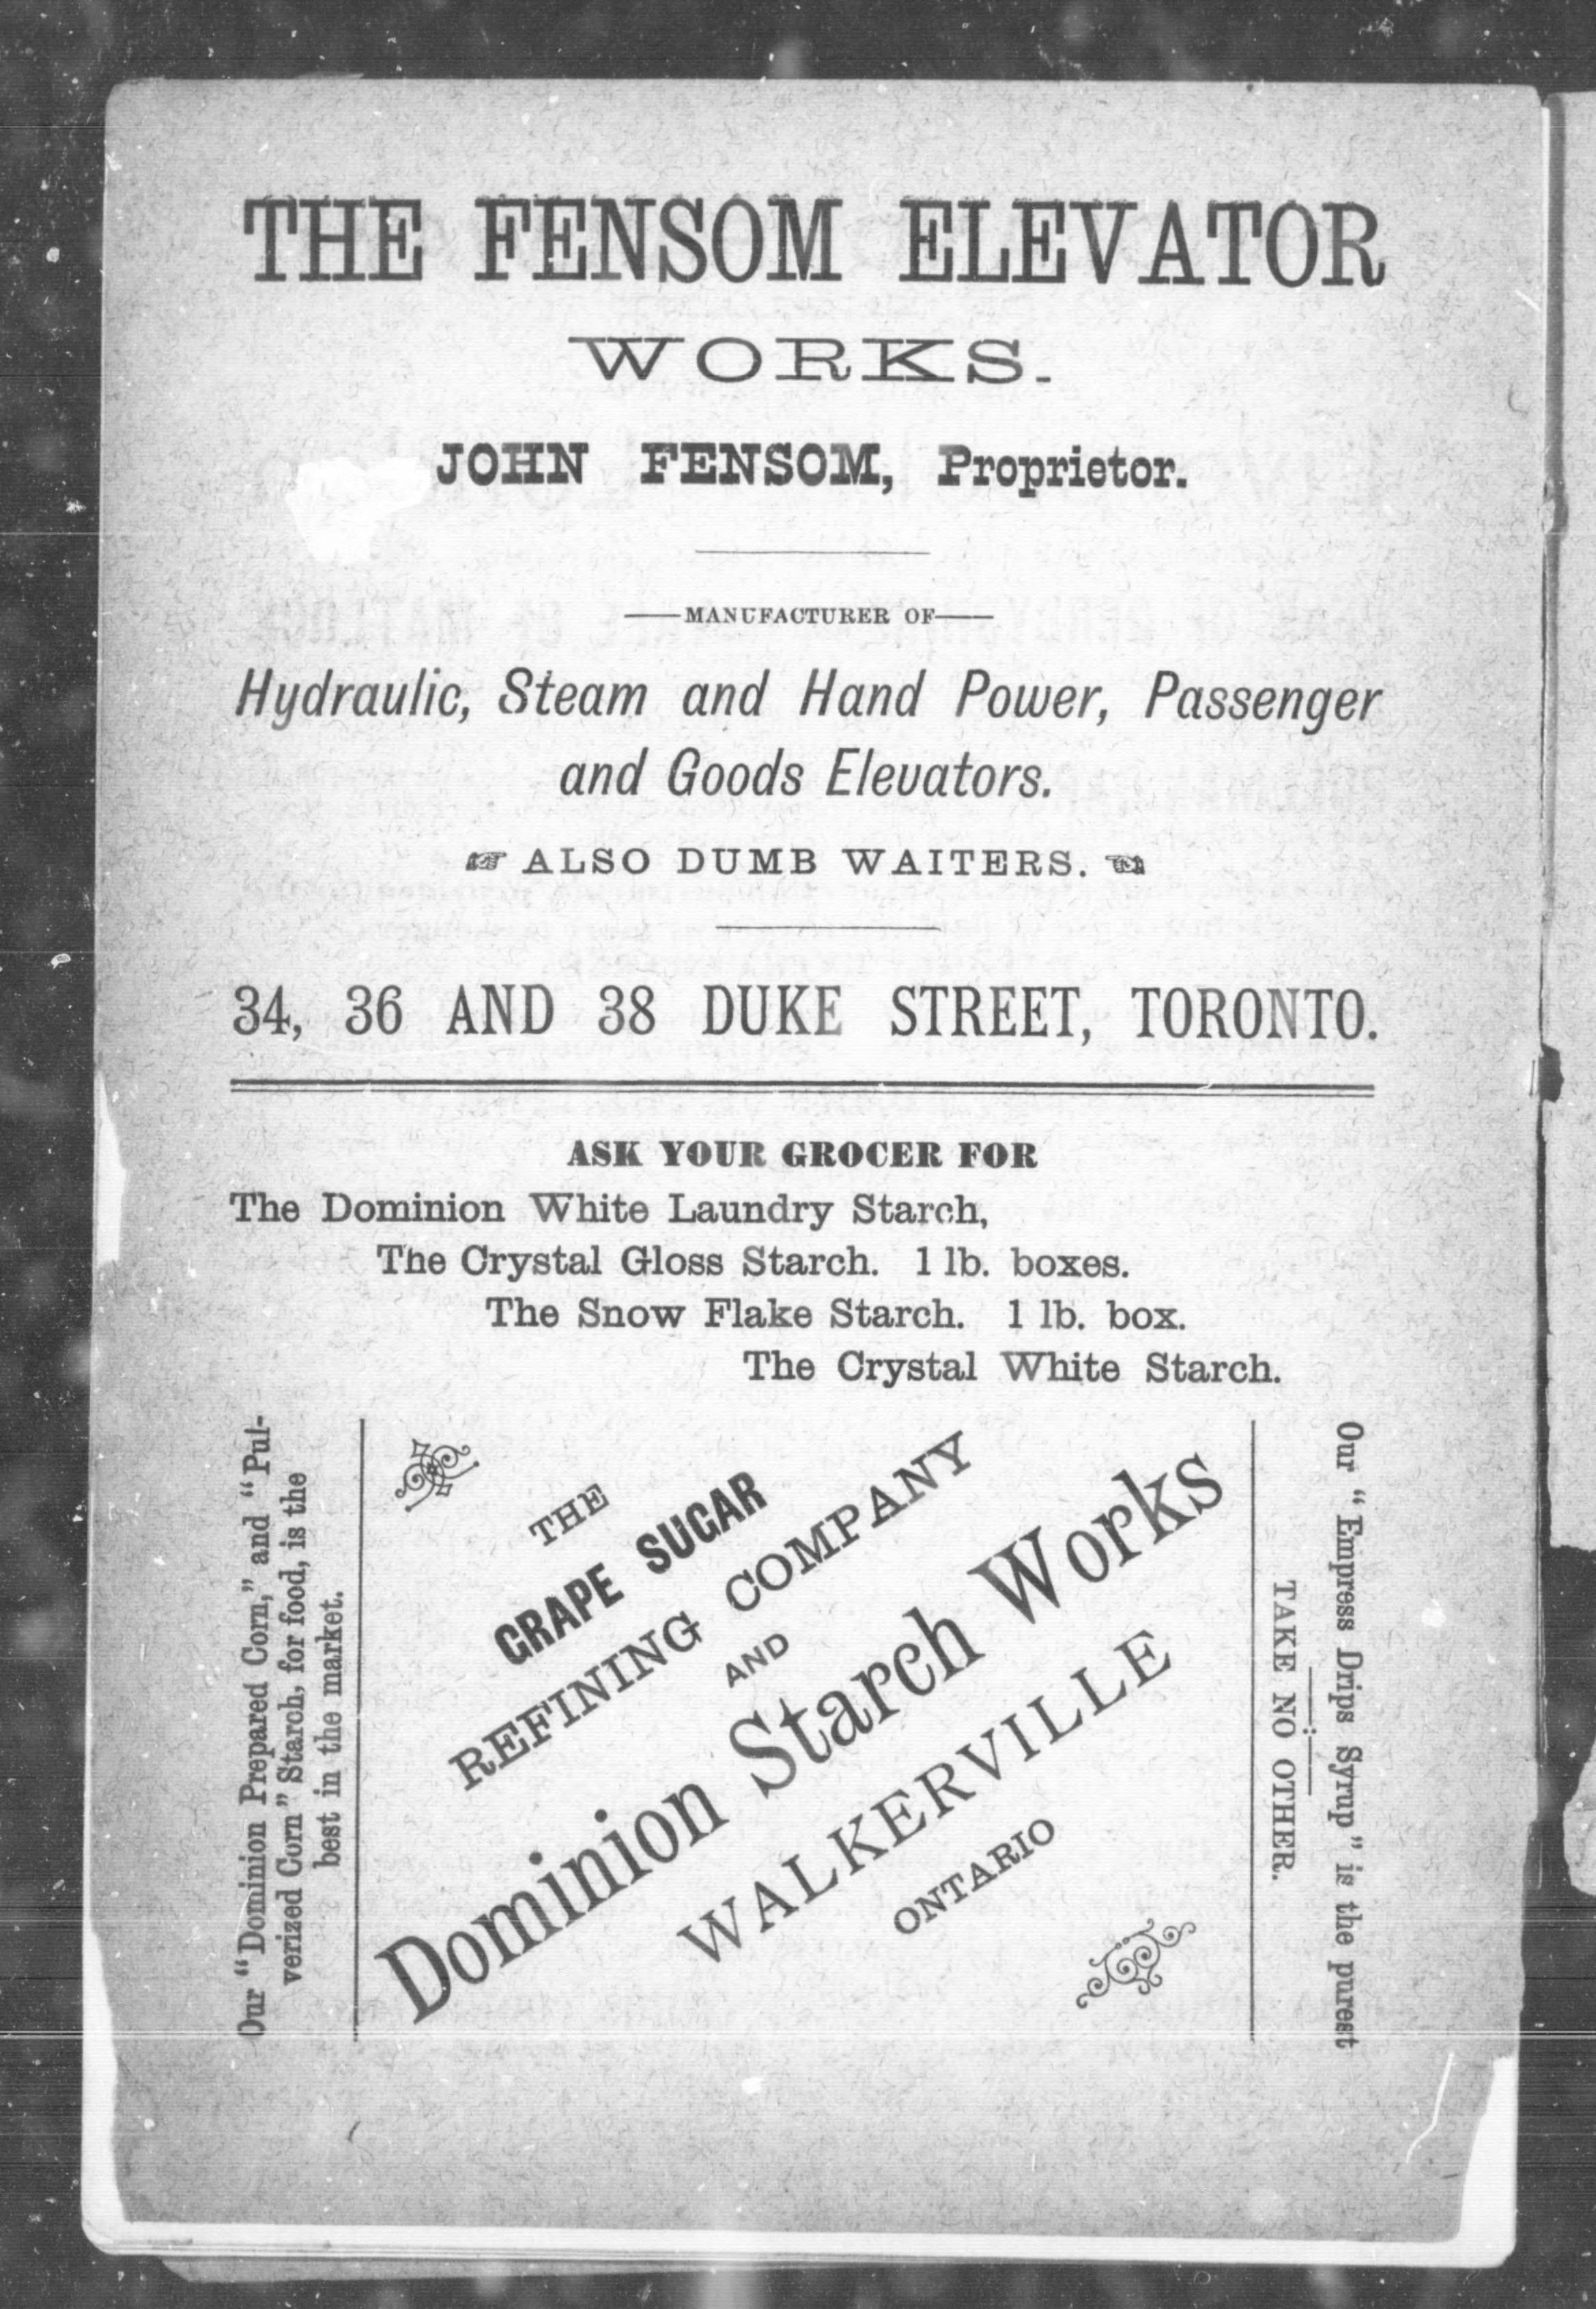 THE FENSOM ELEVATOR
WORKS.
JOHN FENSOM, Proprietor.
MANUFACTURER OF
Hydraulic, Steam and Hand Power, Passenger
and Goods Elevators.
☞ ALSO DUMB WAITERS. ☜
34, 36 AND 38 DUKE STREET, TORONTO.
ASK YOUR GROCER FOR
The Dominion White Laundry Starch,
The Crystal Gloss Starch. 1 lb. boxes.
The Snow Flake Starch. 1 lb. box.
The Crystal White Starch.
Our “Dominion Prepared Corn,” and “Pul-
verized Corn” Starch, for food, is the
best in the market.
THE
GRAPE SUGAR
REFINING COMPANY
AND
Dominion Starch Works
WALKERVILLE
ONTARIO
Our “Empress Drips Syrup” is the purest
TAKE NO OTHER.